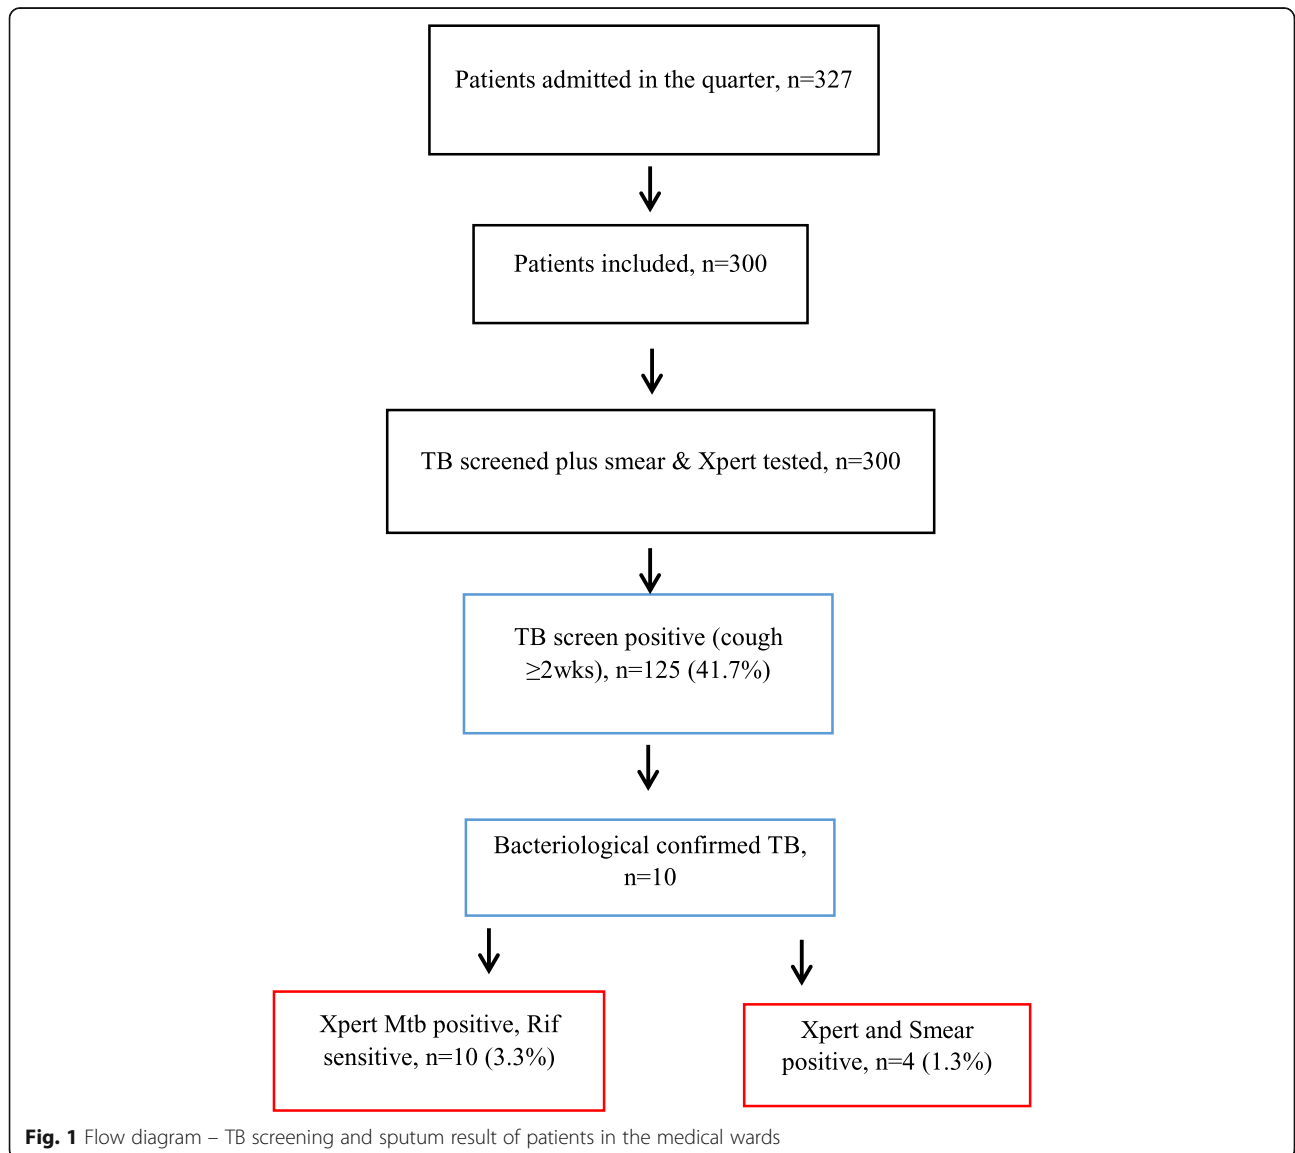 Patients admitted in the quarter, n=327
Patients included, n=300
TB screened plus smear & Xpert tested, n=300
TB screen positive (cough
≥2wks), n=125 (41.7%)
Bacteriological confirmed TB,
n=10
Xpert Mtb positive, Rif
sensitive, n=10 (3.3%)
Xpert and Smear
positive, n=4 (1.3%)
Fig. 1 Flow diagram – TB screening and sputum result of patients in the medical wards